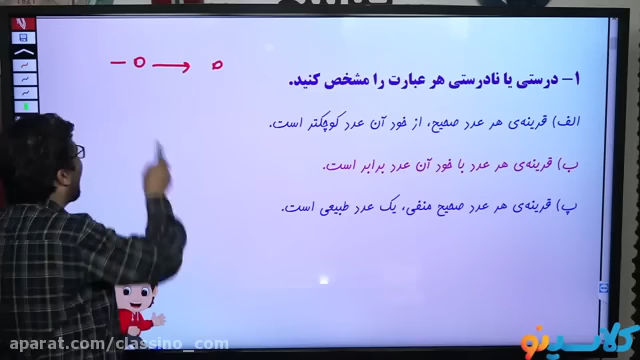 -0 → 0
۱- درستی یا نادرستی هر عبارت را مشخص کنید.
الف) قرینه‌ی هر عدد صحیح، از خود آن عدد کوچکتر است.
ب) قرینه‌ی هر عدد با خود آن عدد برابر است.
پ) قرینه‌ی هر عدد صحیح منفی، یک عدد طبیعی است.
aparat.com/classino_com
کلاسینو